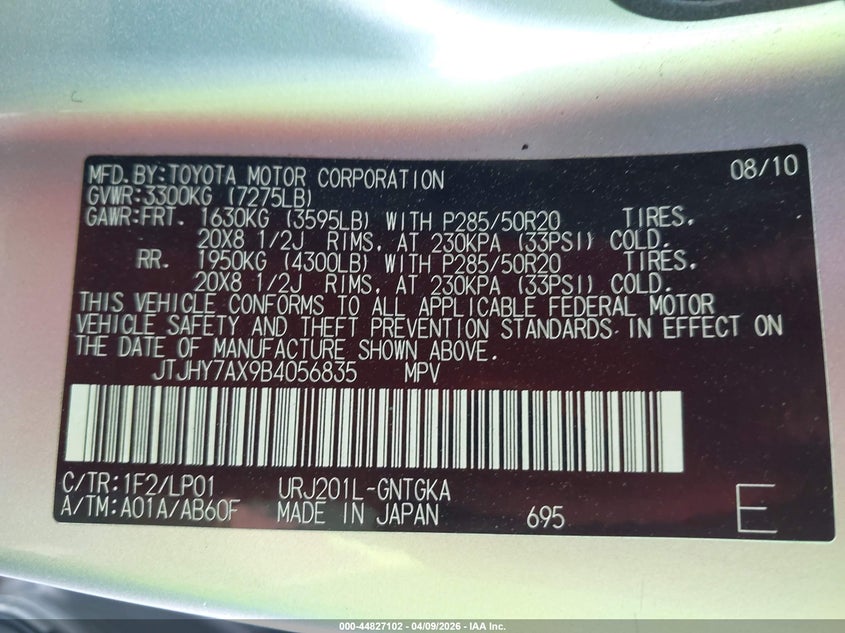 MFD.BY:TOYOTA MOTOR CORPORATION 08/10
GVWR:3300KG (7275LB)
GAWR:FRT. 1630KG (3595LB) WITH P285/50R20 TIRES,
20X8 1/2J RIMS, AT 230KPA (33PSI) COLD.
RR. 1950KG (4300LB) WITH P285/50R20 TIRES,
20X8 1/2J RIMS, AT 230KPA (33PSI) COLD.
THIS VEHICLE CONFORMS TO ALL APPLICABLE FEDERAL MOTOR
VEHICLE SAFETY AND THEFT PREVENTION STANDARDS IN EFFECT ON
THE DATE OF MANUFACTURE SHOWN ABOVE.
JTJHY7AX9B4056835 MPV
C/TR:1F2/LP01 URJ201L-GNTGKA
A/TM:A01A/AB60F MADE IN JAPAN 695 E
000-44827102 - 04/09/2026 - IAA Inc.